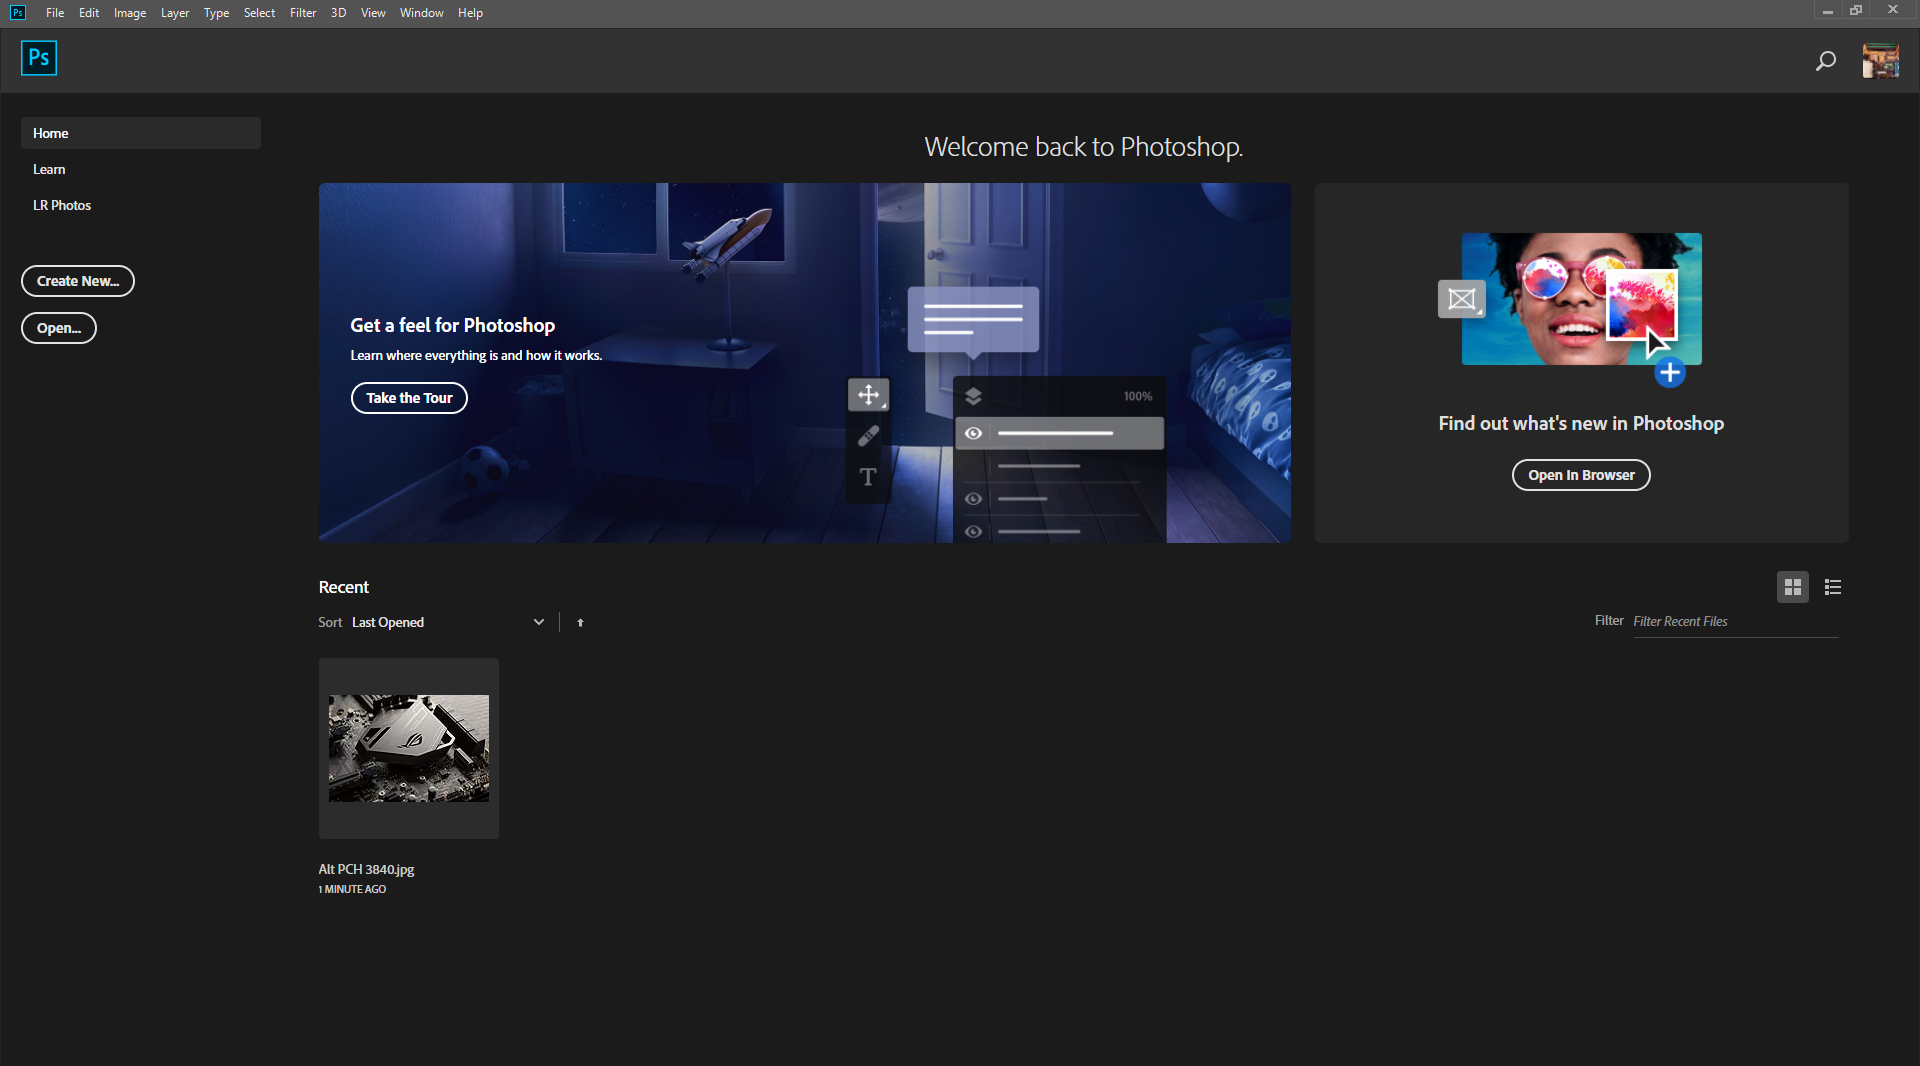 Ps File Edit Image Layer Type Select Filter 3D View Window Help
Ps
Home
Learn
LR Photos
Create New...
Open...
Welcome back to Photoshop.
Get a feel for Photoshop
Learn where everything is and how it works.
Take the Tour
100%
T
Find out what's new in Photoshop
Open In Browser
Recent
Sort Last Opened
Filter Filter Recent Files
Alt PCH 3840.jpg
1 MINUTE AGO